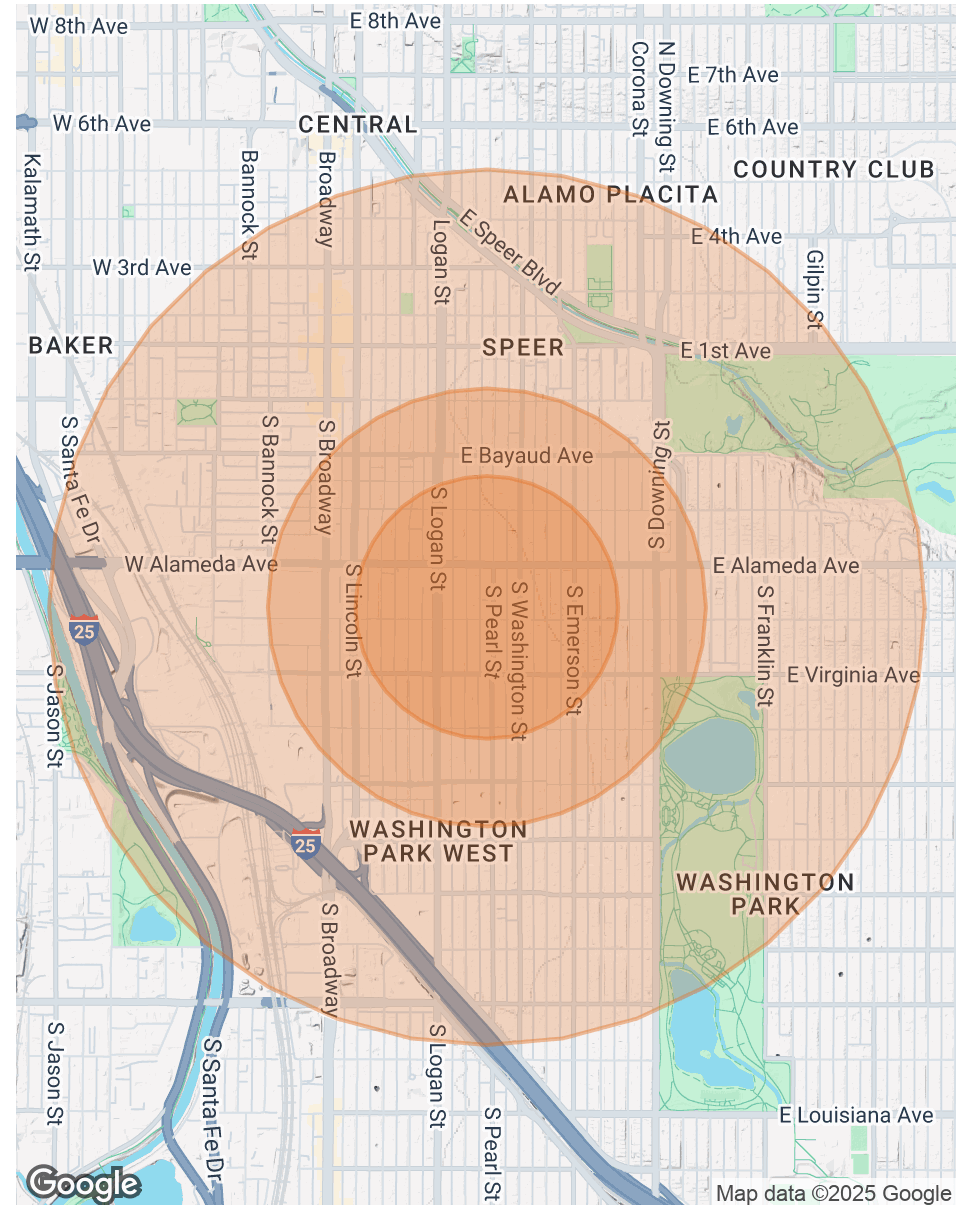 W 8th Ave
E 8th Ave
N Downing St
Corona St
E 7th Ave
W 6th Ave
CENTRAL
E 6th Ave
Kalamath St
Bannock St
Broadway
COUNTRY CLUB
ALAMO PLACITA
Logan St
E Speer Blvd
E 4th Ave
Gilpin St
W 3rd Ave
BAKER
SPEER
E 1st Ave
S Santa Fe Dr
S Bannock St
S Broadway
E Bayaud Ave
S Downing St
S Logan St
W Alameda Ave
E Alameda Ave
S Lincoln St
S Pearl St
S Washington St
S Emerson St
S Franklin St
25
S Jason St
E Virginia Ave
25
WASHINGTON
PARK WEST
WASHINGTON
PARK
S Broadway
S Jason St
S Santa Fe Dr
S Logan St
S Pearl St
E Louisiana Ave
Google
Map data ©2025 Google